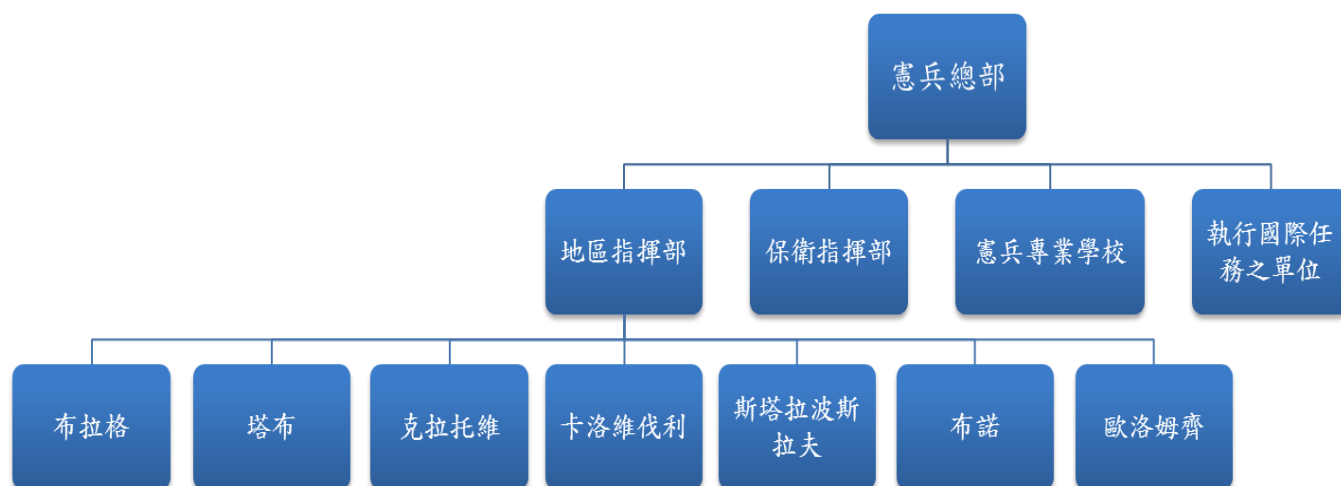 憲兵總部
地區指揮部
保衛指揮部
憲兵專業學校
執行國際任
務之單位
布拉格
塔布
克拉托維
卡洛維伐利
斯塔拉波斯
拉夫
布諾
歐洛姆齊